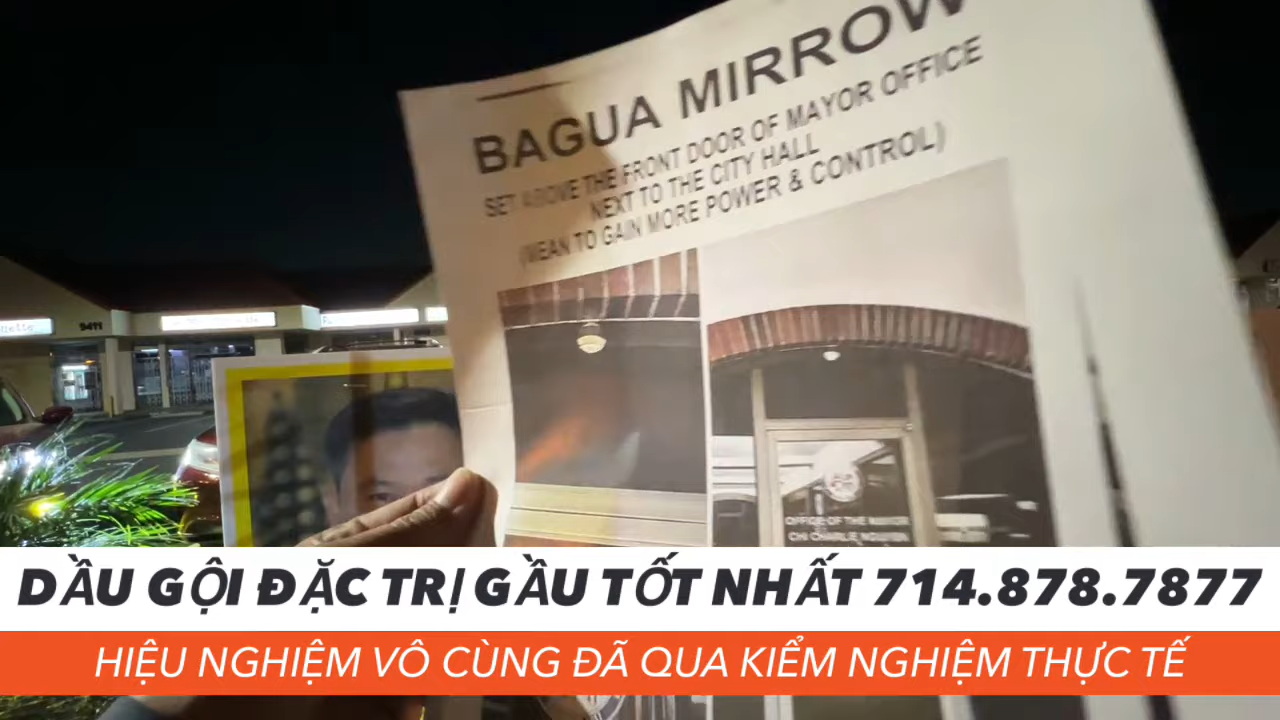 BAGUA MIRROW
SET ABOVE THE FRONT DOOR OF MAYOR OFFICE
NEXT TO THE CITY HALL
(MEAN TO GAIN MORE POWER & CONTROL)
9411
OFFICE OF THE MAYOR
CHI CHARLIE NGUYEN
DẦU GỘI ĐẶC TRỊ GẦU TỐT NHẤT 714.878.7877
HIỆU NGHIỆM VÔ CÙNG ĐÃ QUA KIỂM NGHIỆM THỰC TẾ